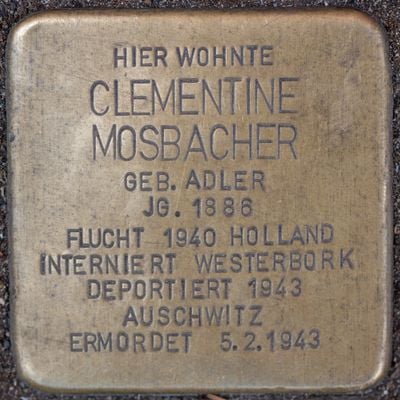 HIER WOHNTE
CLEMENTINE
MOSBACHER
GEB. ADLER
JG. 1886
FLUCHT 1940 HOLLAND
INTERNIERT WESTERBORK
DEPORTIERT 1943
AUSCHWITZ
ERMORDET 5.2.1943